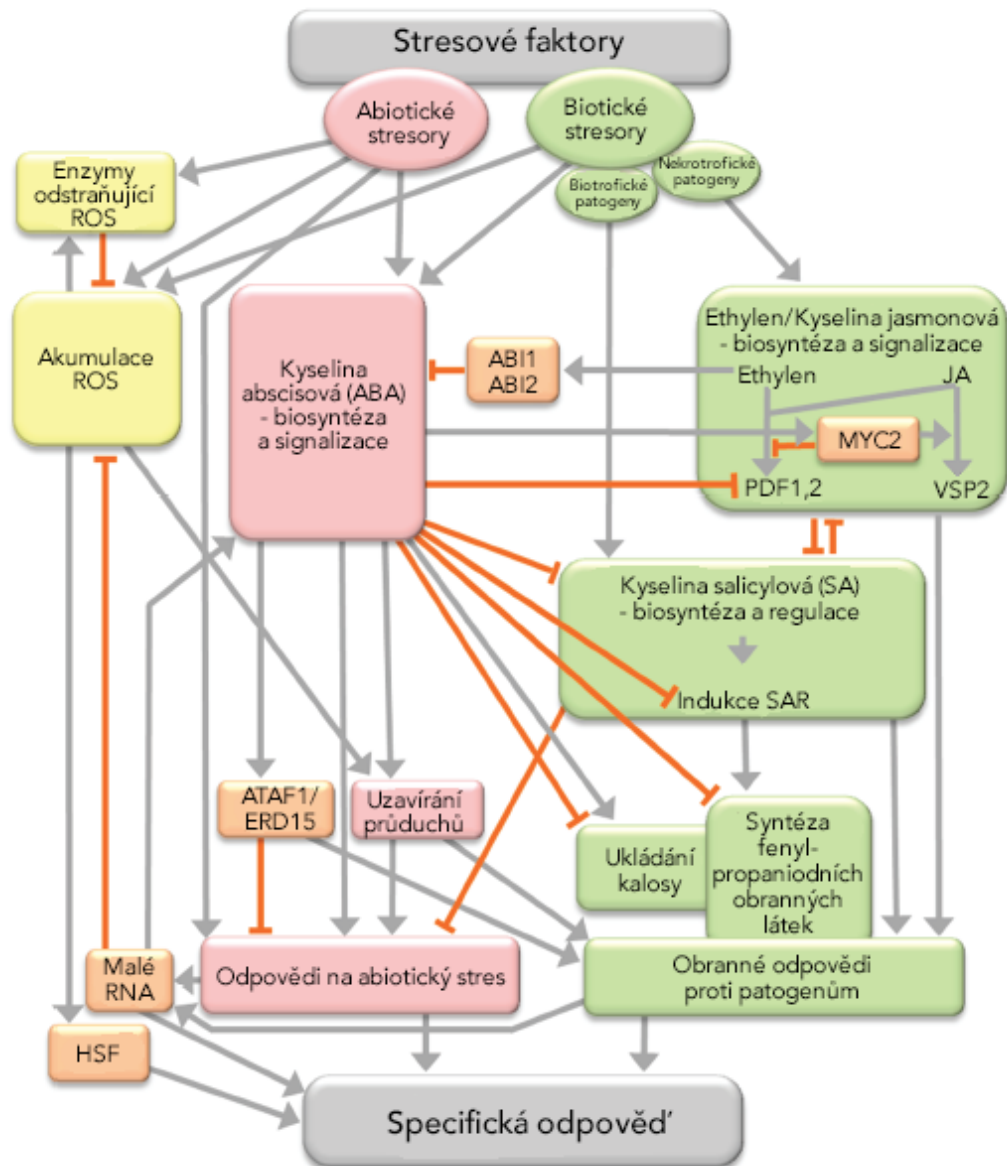 Stresové faktory
Abiotické
stresory
Biotické
stresory
Biotrofické
patogeny
Nekrotrofické
patogeny
Enzymy
odstraňující
ROS
Akumulace
ROS
Kyselina
abscisová (ABA)
- biosyntéza
a signalizace
ABI1
ABI2
Ethylen/Kyselina jasmonová
- biosyntéza a signalizace
Ethylen
JA
MYC2
PDF1,2
VSP2
Kyselina salicylová (SA)
- biosyntéza a regulace
Indukce SAR
ATAF1/
ERD15
Uzavírání
průduchů
Ukládání
kalosy
Syntéza
fenyl-
propaniodních
obranných
látek
Malé
RNA
Odpovědi na abiotický stres
Obranné odpovědi
proti patogenům
HSF
Specifická odpověď